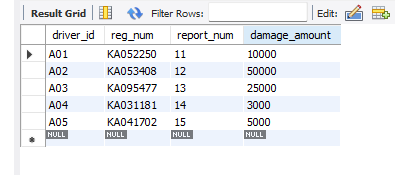 Result Grid Filter Rows: Edit:
driver_id reg_num report_num damage_amount
A01 KA052250 11 10000
A02 KA053408 12 50000
A03 KA095477 13 25000
A04 KA031181 14 3000
A05 KA041702 15 5000
NULL NULL NULL NULL